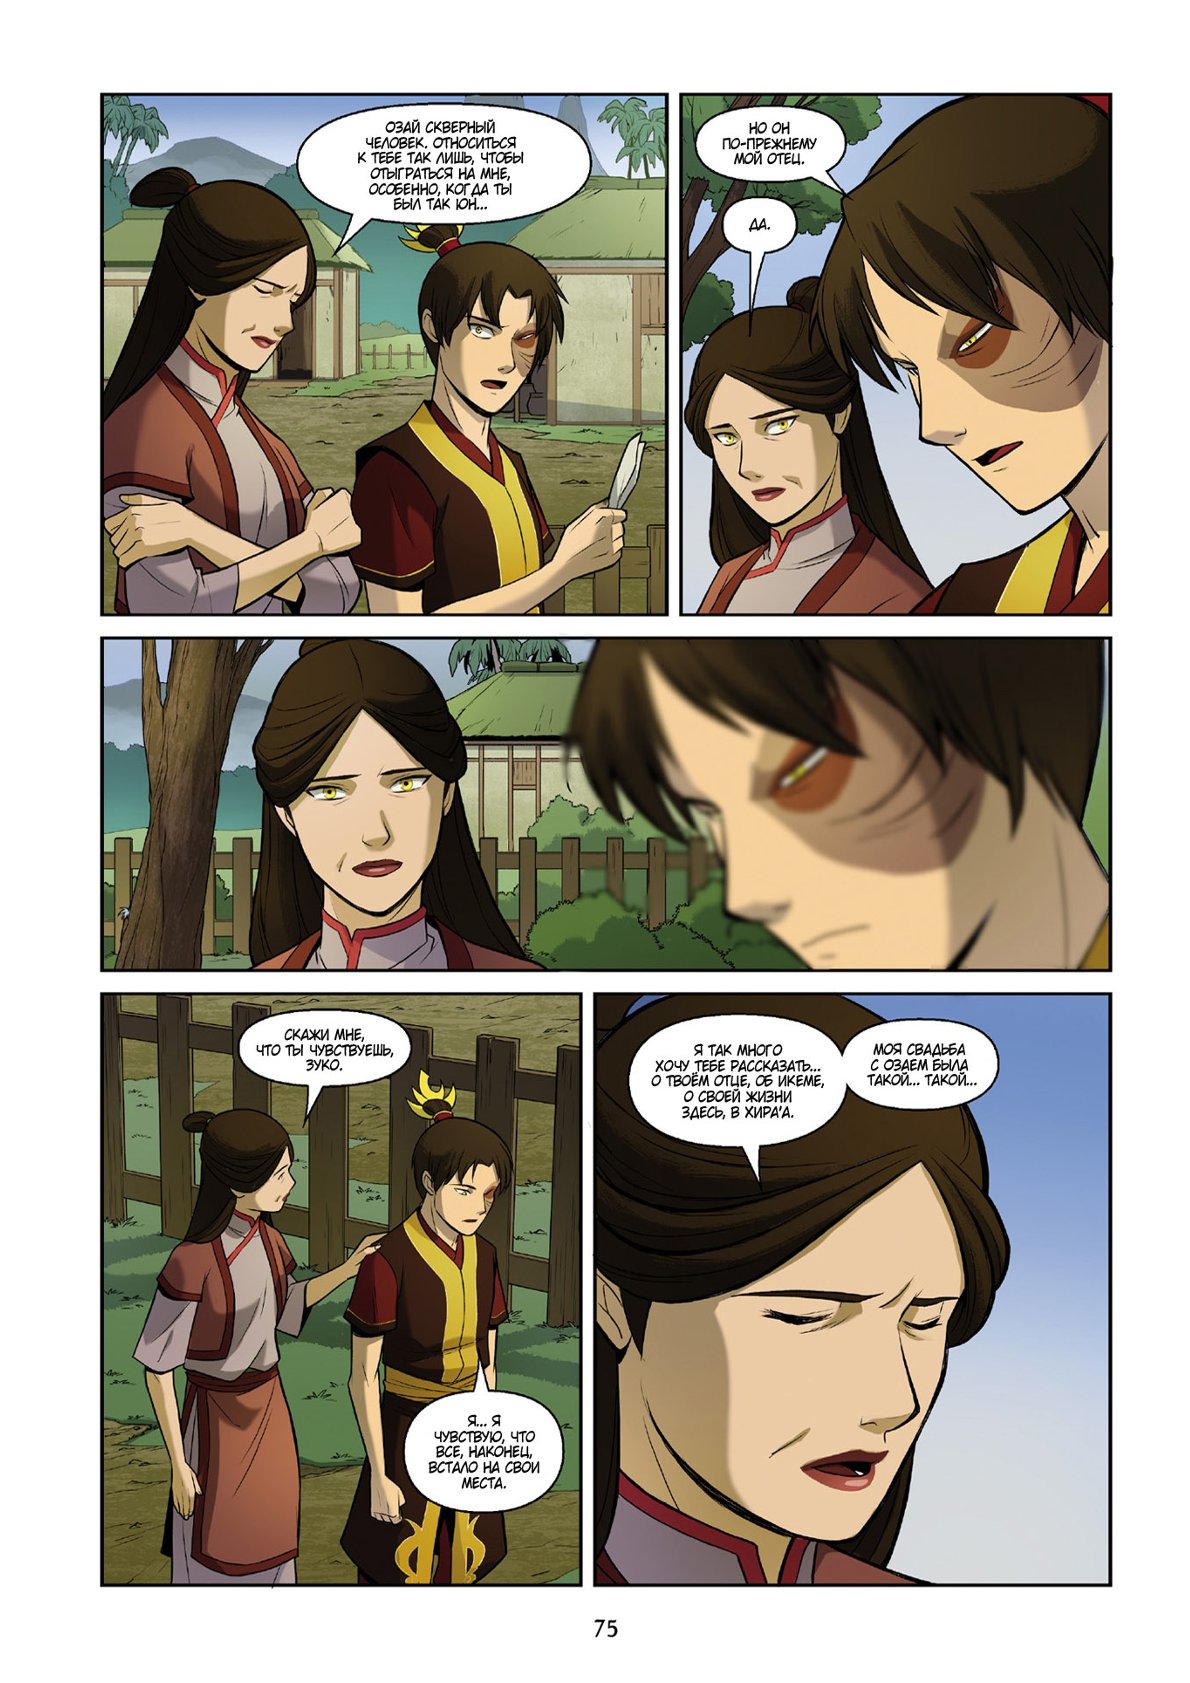 ОЗАЙ СКВЕРНЫЙ
ЧЕЛОВЕК. ОТНОСИТЬСЯ
К ТЕБЕ ТАК ЛИШЬ, ЧТОБЫ
ОТЫГРАТЬСЯ НА МНЕ,
ОСОБЕННО, КОГДА ТЫ
БЫЛ ТАК ЮН...
НО ОН
ПО-ПРЕЖНЕМУ
МОЙ ОТЕЦ.
ДА.
СКАЖИ МНЕ,
ЧТО ТЫ ЧУВСТВУЕШЬ,
ЗУКО.
Я... Я
ЧУВСТВУЮ, ЧТО
ВСЕ, НАКОНЕЦ,
ВСТАЛО НА СВОИ
МЕСТА.
Я ТАК МНОГО
ХОЧУ ТЕБЕ РАССКАЗАТЬ...
О ТВОЁМ ОТЦЕ, ОБ ИКЕМЕ,
О СВОЕЙ ЖИЗНИ
ЗДЕСЬ, В ХИРА'А.
МОЯ СВАДЬБА
С ОЗАЕМ БЫЛА
ТАКОЙ... ТАКОЙ...
75